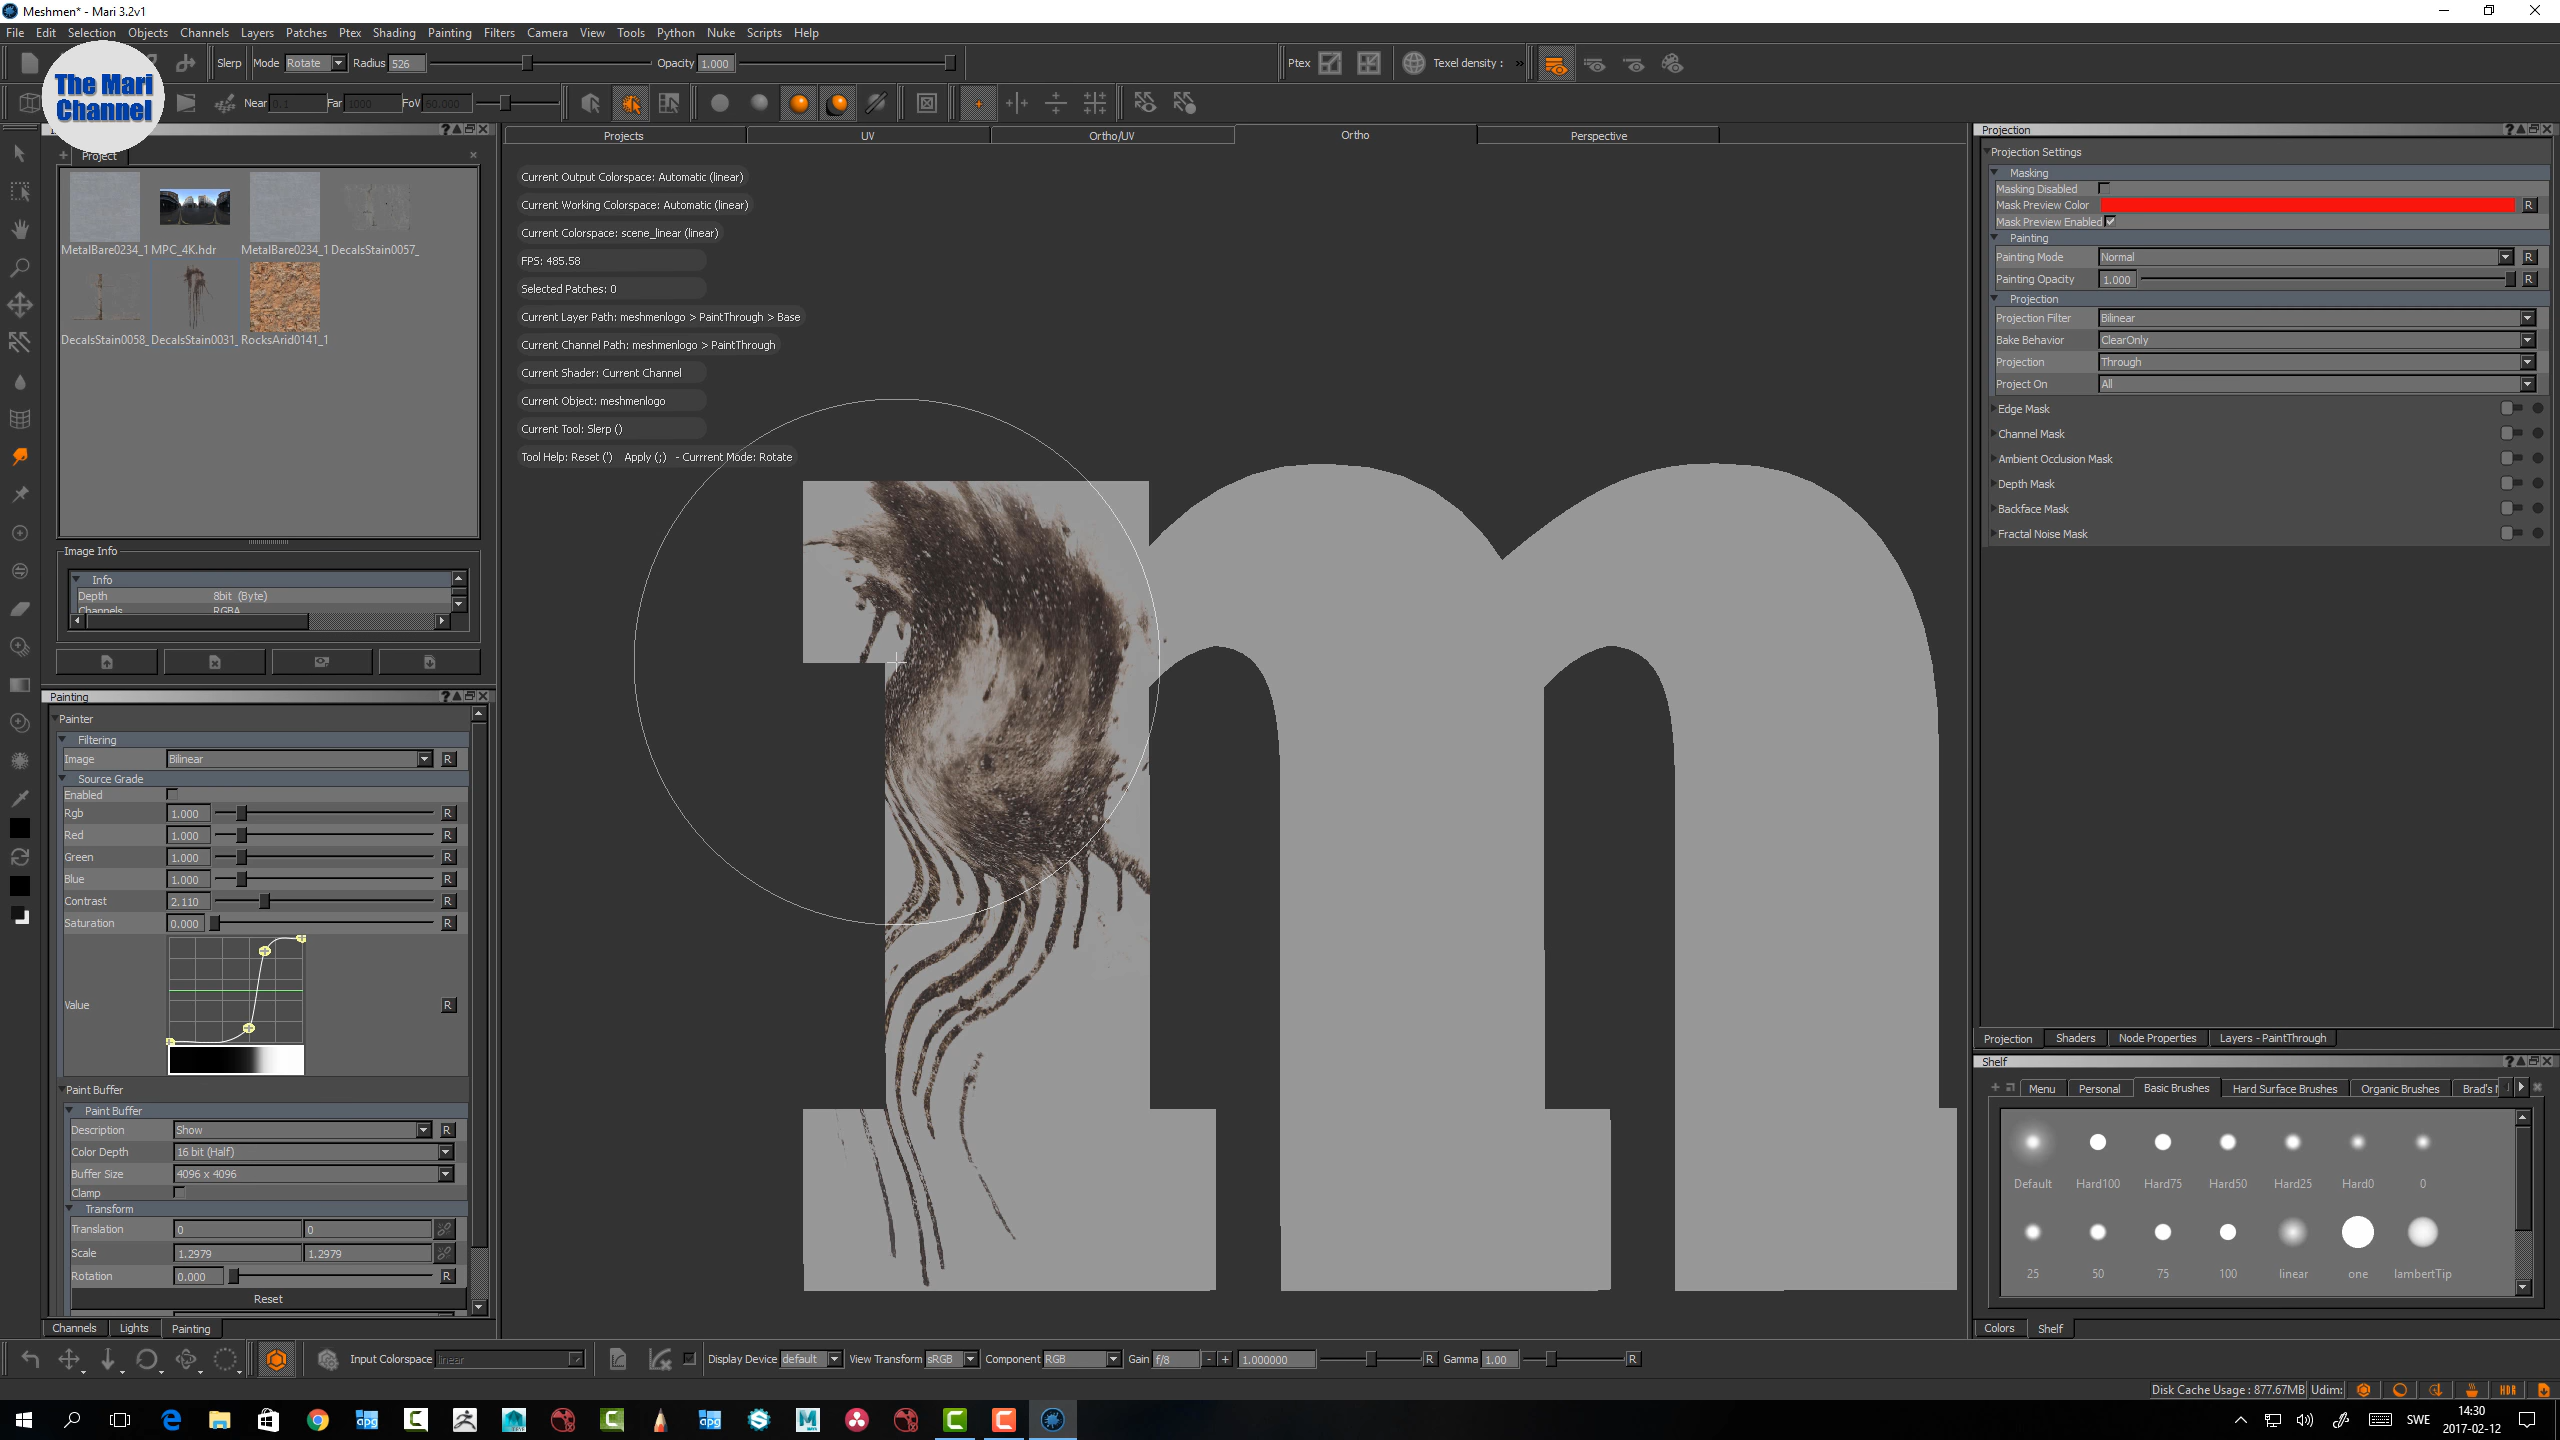 Meshmen* - Mari 3.2v1
File Edit Selection Objects Channels Layers Patches Ptex Shading Painting Filters Camera View Tools Python Nuke Scripts Help
Slerp Mode Rotate Radius 526 Opacity 1.000 Ptex Texel density : »
The Mari
Channel
Near 0.1 Far 1000 FoV 60.000
Projects UV Ortho/UV Ortho Perspective
Project
MetalBare0234_1 MPC_4K.hdr MetalBare0234_1 DecalsStain0057_
DecalsStain0058_ DecalsStain0031_ RocksArid0141_1
Image Info
Info
Depth 8bit (Byte)
Channels RGBA
Painting
Painter
Filtering
Image Bilinear R
Source Grade
Enabled
Rgb 1.000 R
Red 1.000 R
Green 1.000 R
Blue 1.000 R
Contrast 2.110 R
Saturation 0.000 R
Value R
Paint Buffer
Paint Buffer
Description Show R
Color Depth 16 bit (Half)
Buffer Size 4096 x 4096
Clamp
Transform
Translation 0 0
Scale 1.2979 1.2979
Rotation 0.000 R
Reset
Channels Lights Painting
Current Output Colorspace: Automatic (linear)
Current Working Colorspace: Automatic (linear)
Current Colorspace: scene_linear (linear)
FPS: 485.58
Selected Patches: 0
Current Layer Path: meshmenlogo > PaintThrough > Base
Current Channel Path: meshmenlogo > PaintThrough
Current Shader: Current Channel
Current Object: meshmenlogo
Current Tool: Slerp ()
Tool Help: Reset (') Apply (;) - Currrent Mode: Rotate
Projection
Projection Settings
Masking
Masking Disabled
Mask Preview Color R
Mask Preview Enabled
Painting
Painting Mode Normal R
Painting Opacity 1.000 R
Projection
Projection Filter Bilinear
Bake Behavior ClearOnly
Projection Through
Project On All
Edge Mask
Channel Mask
Ambient Occlusion Mask
Depth Mask
Backface Mask
Fractal Noise Mask
Projection Shaders Node Properties Layers - PaintThrough
Shelf
Menu Personal Basic Brushes Hard Surface Brushes Organic Brushes Brad's
Default Hard100 Hard75 Hard50 Hard25 Hard0 0
25 50 75 100 linear one lambertTip
Colors Shelf
Input Colorspace linear Display Device default View Transform sRGB Component RGB Gain f/8 - + 1.000000 R Gamma 1.00 R
Disk Cache Usage : 877.67MB Udim: HDR
SWE
14:30
2017-02-12